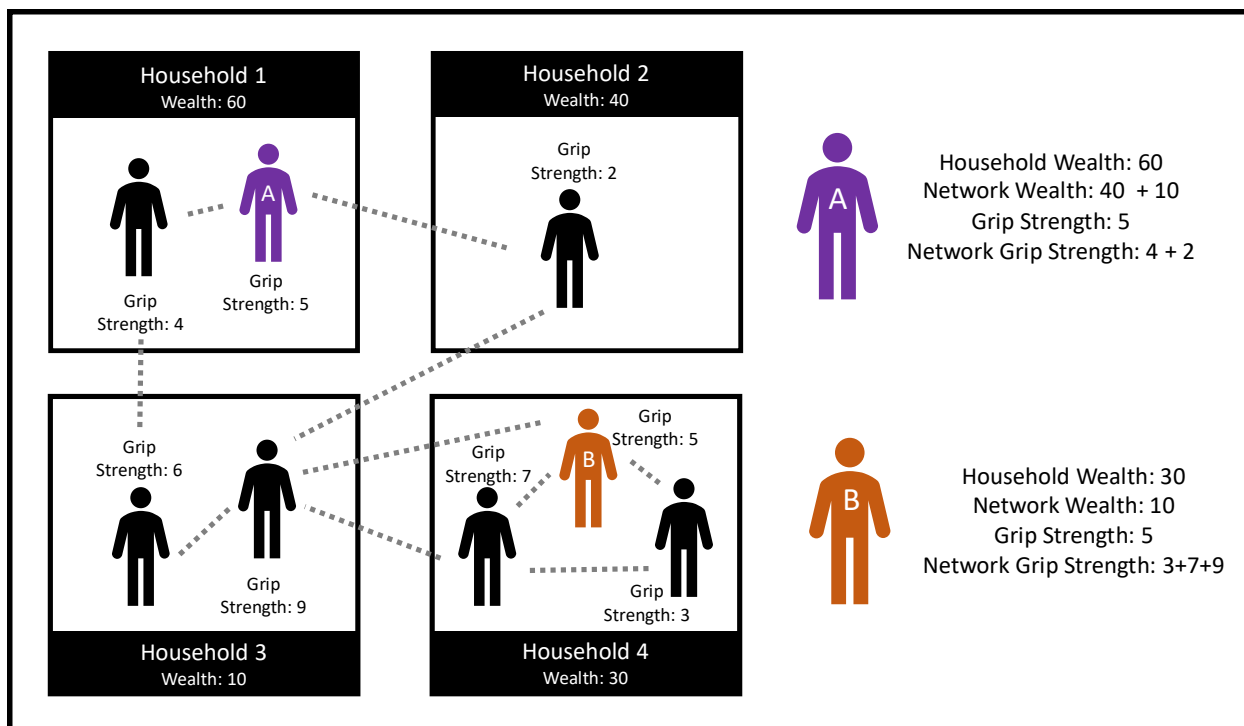 Household 1
Wealth: 60
A
Grip
Strength: 4
Grip
Strength: 5
Household 2
Wealth: 40
Grip
Strength: 2
A
Household Wealth: 60
Network Wealth: 40 + 10
Grip Strength: 5
Network Grip Strength: 4 + 2
Grip
Strength: 6
Grip
Strength: 9
Household 3
Wealth: 10
Grip
Strength: 7
B
Grip
Strength: 5
Grip
Strength: 3
Household 4
Wealth: 30
B
Household Wealth: 30
Network Wealth: 10
Grip Strength: 5
Network Grip Strength: 3+7+9